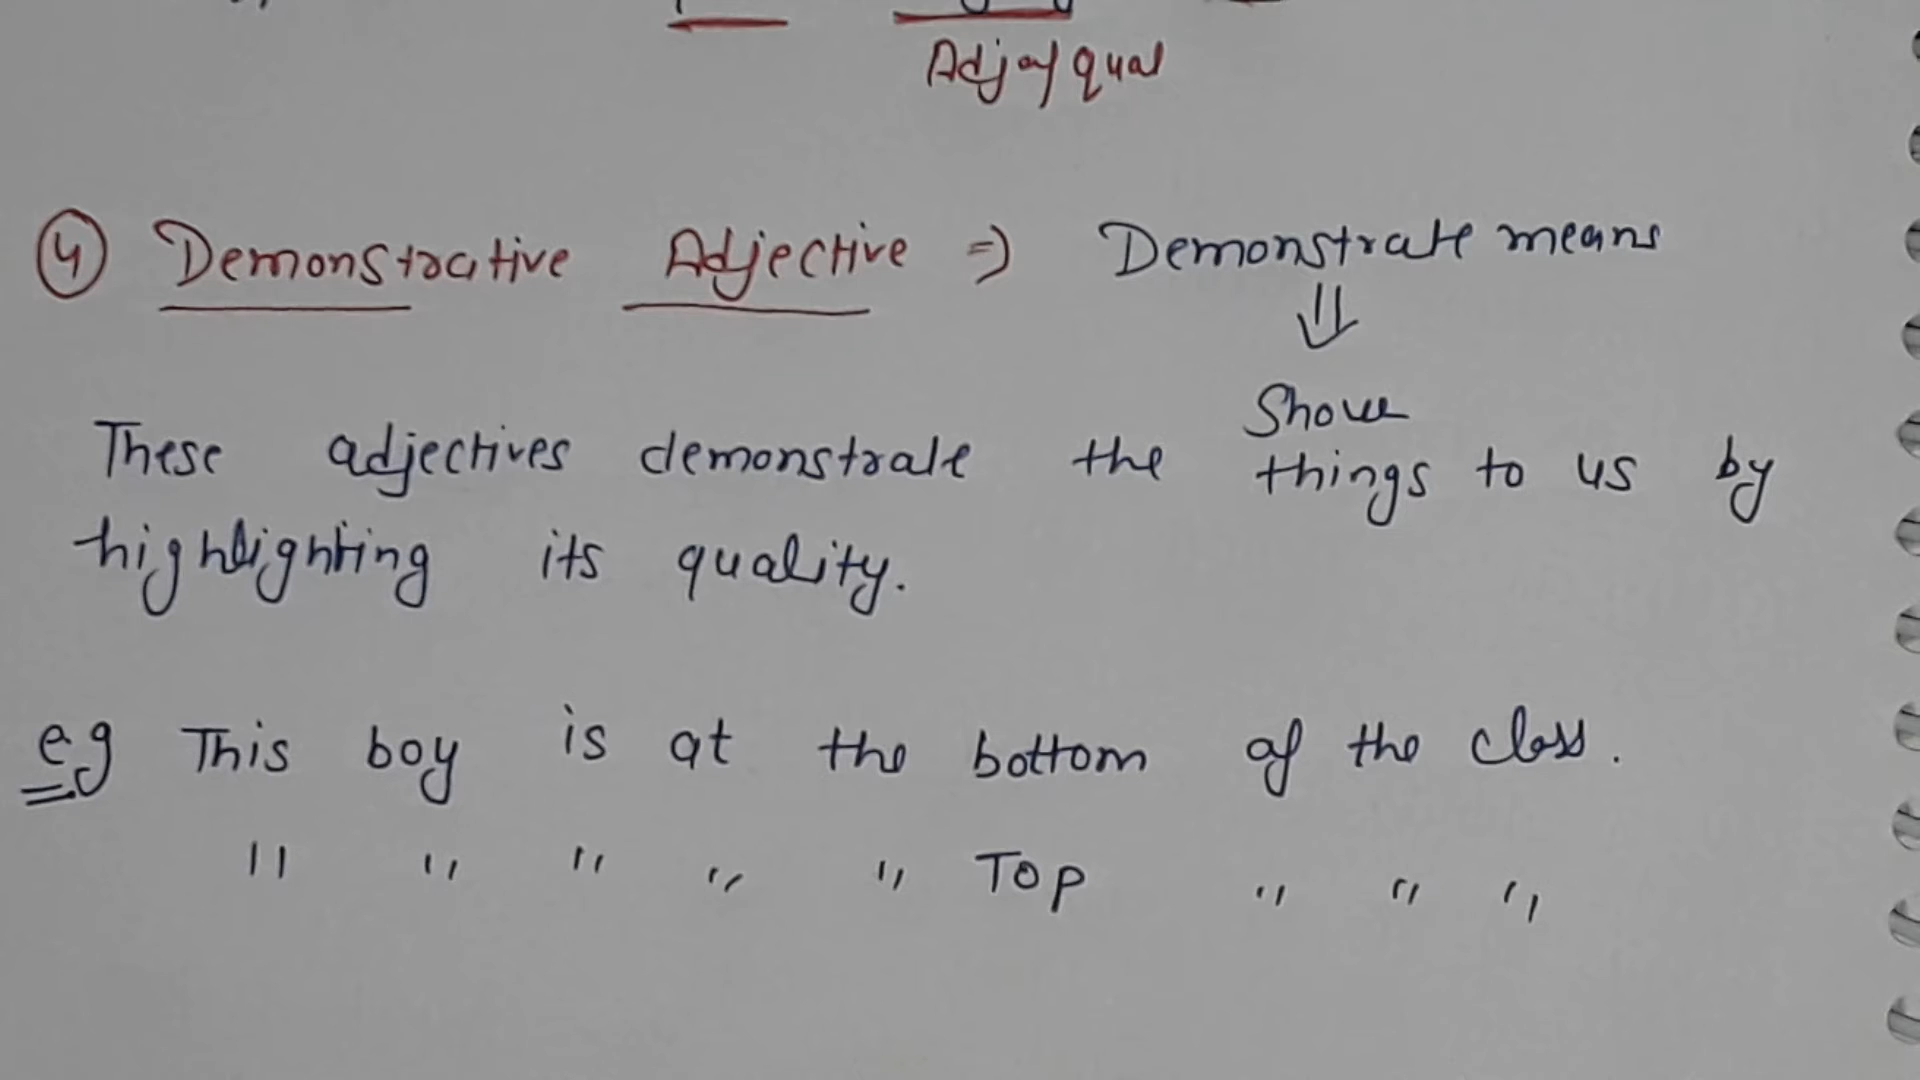 Adj of qual
④ Demonstrative Adjective => Demonstrate means
⇓
Show
These adjectives demonstrate the things to us by
highlighting its quality.
eg This boy is at the bottom of the class.
" " " " " Top " " "